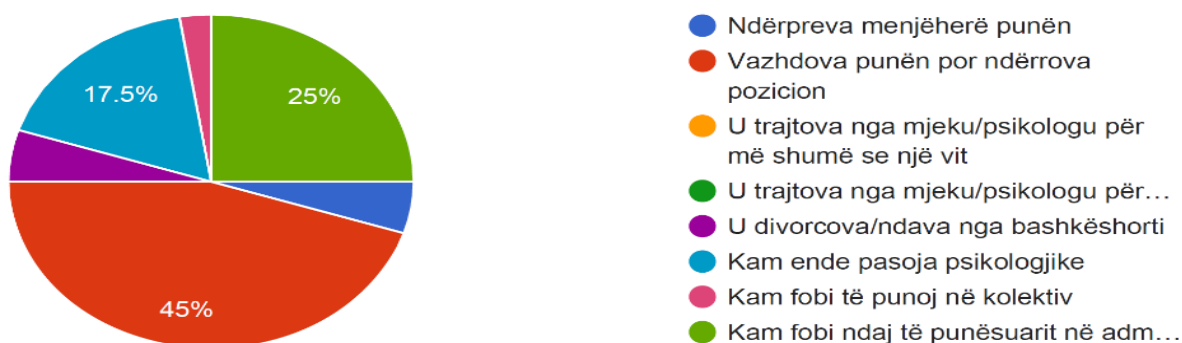 17.5%
25%
45%
Ndërpreva menjëherë punën
Vazhdova punën por ndërrova
pozicion
U trajtova nga mjeku/psikologu për
më shumë se një vit
U trajtova nga mjeku/psikologu për…
U divorcova/ndava nga bashkëshorti
Kam ende pasoja psikologjike
Kam fobi të punoj në kolektiv
Kam fobi ndaj të punësuarit në adm…